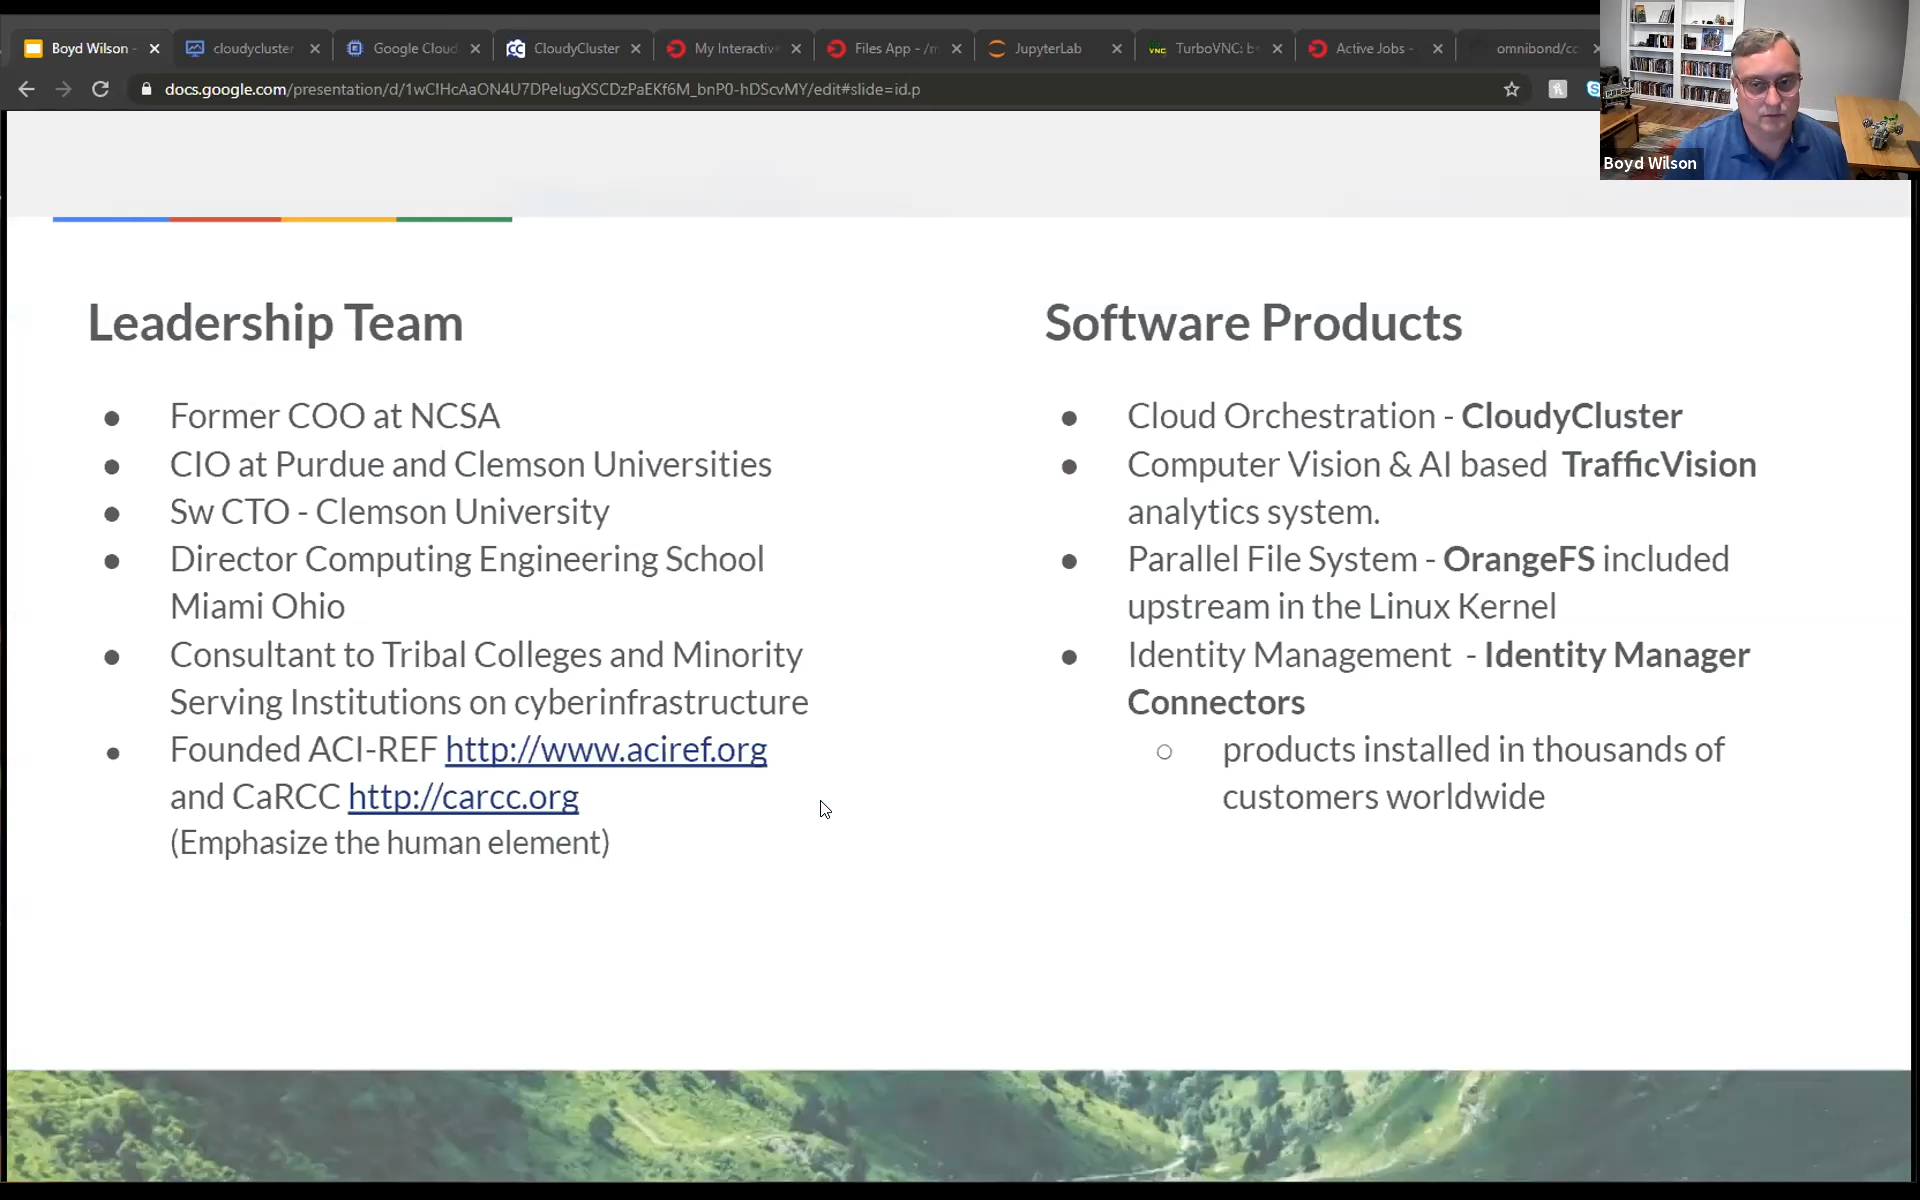 Boyd Wilson -
cloudycluster
Google Cloud
CloudyCluster
My Interactive
Files App - /m
JupyterLab
TurboVNC: b
Active Jobs -
omnibond/cc
docs.google.com/presentation/d/1wClHcAaON4U7DPelugXSCDzPaEKf6M_bnP0-hDScvMY/edit#slide=id.p
Boyd Wilson
Leadership Team
● Former COO at NCSA
● CIO at Purdue and Clemson Universities
● Sw CTO - Clemson University
● Director Computing Engineering School
Miami Ohio
● Consultant to Tribal Colleges and Minority
Serving Institutions on cyberinfrastructure
● Founded ACI-REF http://www.aciref.org
and CaRCC http://carcc.org
(Emphasize the human element)
Software Products
● Cloud Orchestration - CloudyCluster
● Computer Vision & AI based TrafficVision
analytics system.
● Parallel File System - OrangeFS included
upstream in the Linux Kernel
● Identity Management - Identity Manager
Connectors
○ products installed in thousands of
customers worldwide